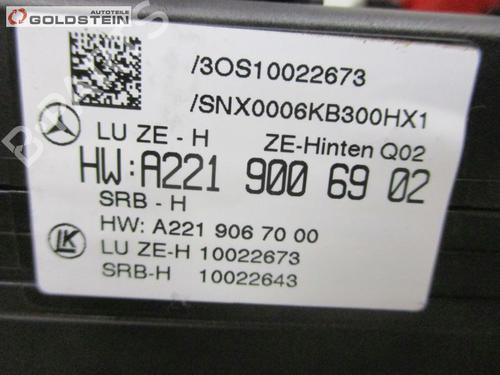 GOLDSTEIN
/3OS10022673
/SNX0006KB300HX1
LU ZE - H ZE-Hinten Q02
HW:A221 900 69 02
SRB - H
HW: A221 906 70 00
LU ZE-H 10022673
SRB-H 10022643
LK